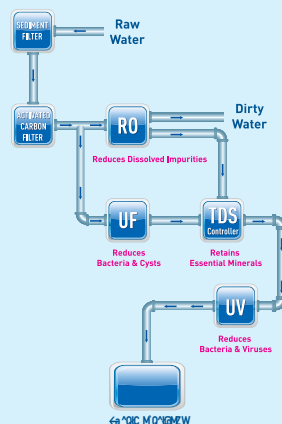 SEDIMENT
FILTER
Raw
Water
ACTIVATED
CARBON
FILTER
RO
Dirty
Water
Reduces Dissolved Impurities
UF
TDS
Controller
Reduces
Bacteria & Cysts
Retains
Essential Minerals
UV
Reduces
Bacteria & Viruses